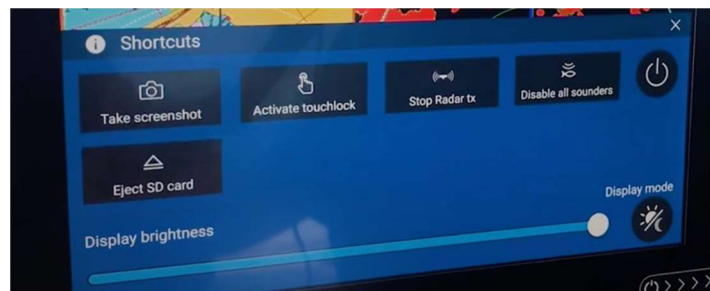 Shortcuts
Take screenshot
Activate touchlock
Stop Radar tx
Disable all sounders
Eject SD card
Display mode
Display brightness